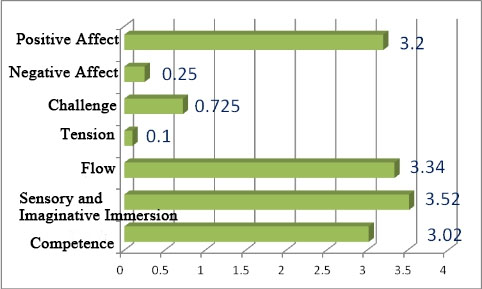 Positive Affect
3.2
Negative Affect
0.25
Challenge
0.725
Tension
0.1
Flow
3.34
Sensory and
Imaginative Immersion
3.52
Competence
3.02
0 0.5 1 1.5 2 2.5 3 3.5 4